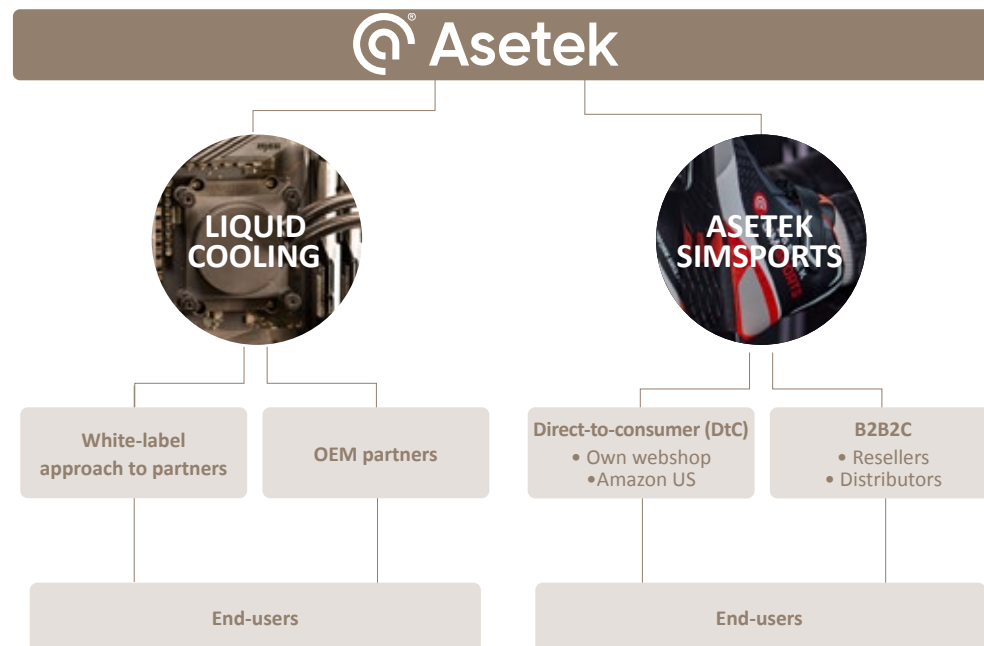 Asetek®
LIQUID
COOLING
ASETEK
SIMSPORTS
White-label
approach to partners
OEM partners
Direct-to-consumer (DtC)
• Own webshop
•Amazon US
B2B2C
• Resellers
• Distributors
End-users
End-users